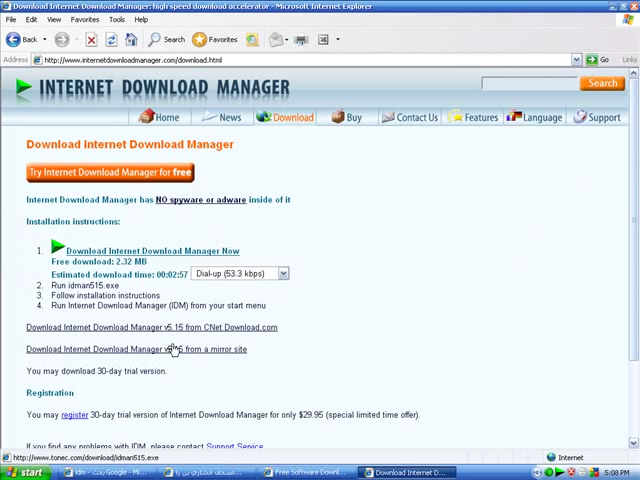 Download Internet Download Manager: high speed download accelerator - Microsoft Internet Explorer
File Edit View Favorites Tools Help
Back Search Favorites
Address http://www.internetdownloadmanager.com/download.html Go Links
INTERNET DOWNLOAD MANAGER Search
Home News Download Buy Contact Us Features Language Support
Download Internet Download Manager
Try Internet Download Manager for free
Internet Download Manager has NO spyware or adware inside of it
Installation instructions:
1. Download Internet Download Manager Now
Free download: 2.32 MB
Estimated download time: 00:02:57 Dial-up (53.3 kbps)
2. Run idman515.exe
3. Follow installation instructions
4. Run Internet Download Manager (IDM) from your start menu
Download Internet Download Manager v5.15 from CNet Download.com
Download Internet Download Manager from a mirror site
You may download 30-day trial version.
Registration
You may register 30-day trial version of Internet Download Manager for only $29.95 (special limited time offer).
If you find any problems with IDM, please contact Support Service
http://www.tonec.com/download/idman515.exe Internet
start idm - بحث Google - Mi... Free Software Downl... Download Internet D... 5:08 PM